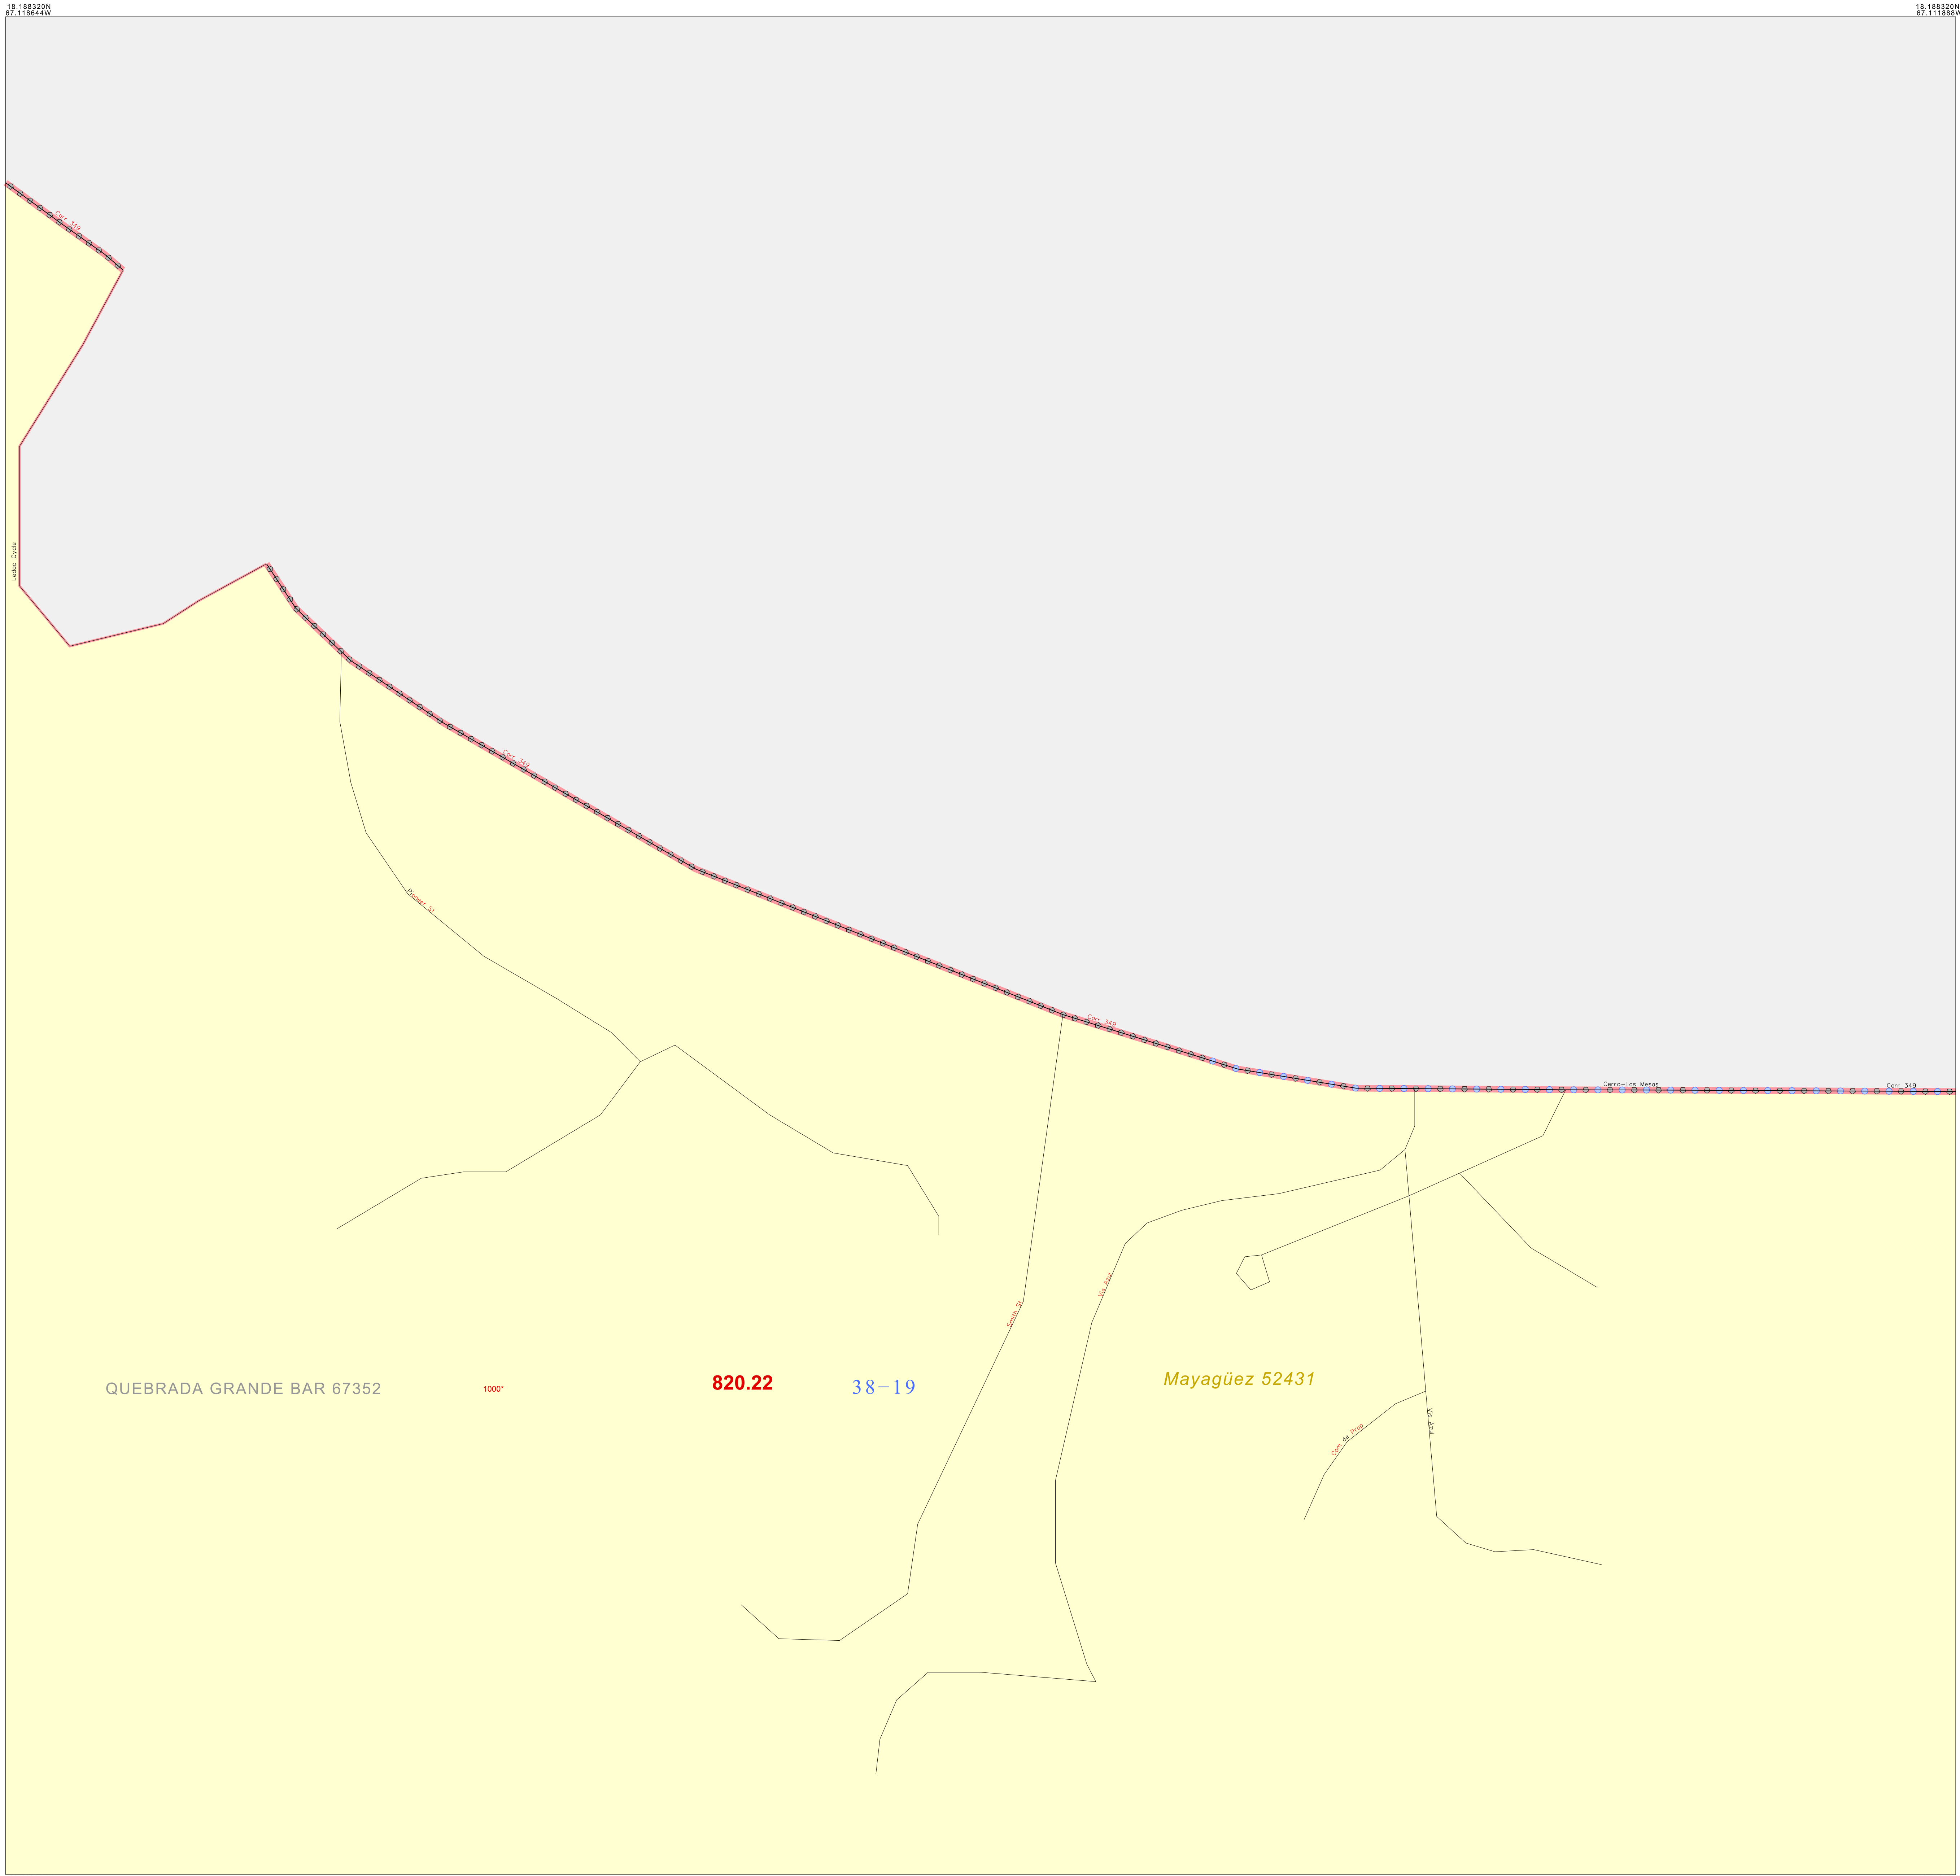 18.188320N
67.118644W
18.188320N
67.111888W
Carr 349
Ledac Cycle
Carr 349
Pioneer St
Carr 349
Cerro-Las Mesas
Carr 349
Vis Azul
Smith St
QUEBRADA GRANDE BAR 67352
1000*
820.22
38-19
Mayagüez 52431
Vis Azul
Cam de Prop